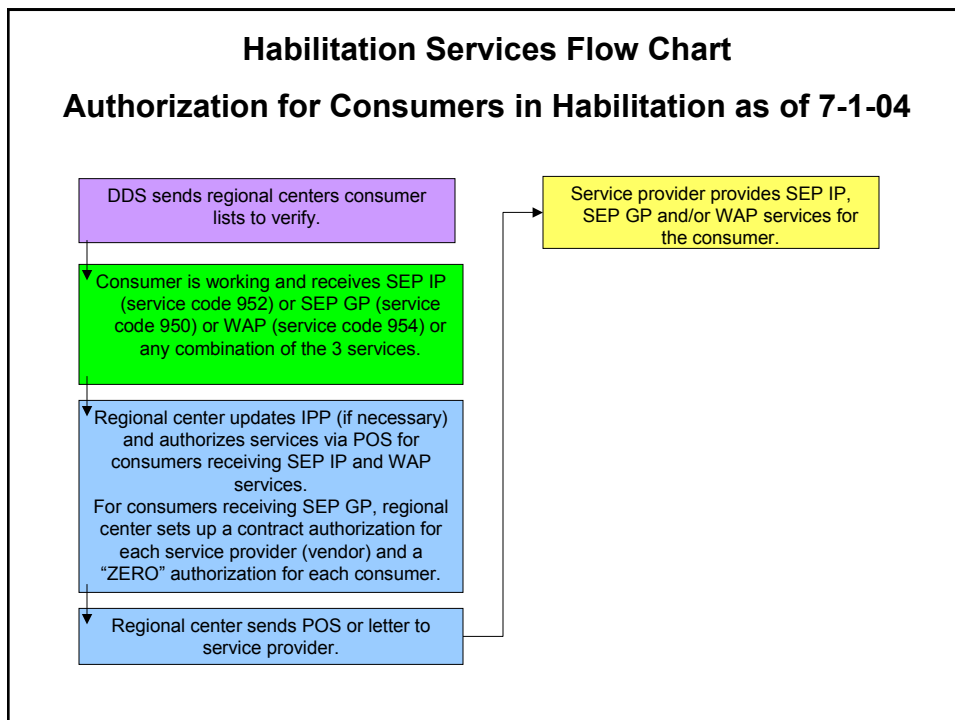 Habilitation Services Flow Chart
Authorization for Consumers in Habilitation as of 7-1-04
DDS sends regional centers consumer
lists to verify.
Consumer is working and receives SEP IP
(service code 952) or SEP GP (service
code 950) or WAP (service code 954) or
any combination of the 3 services.
Regional center updates IPP (if necessary)
and authorizes services via POS for
consumers receiving SEP IP and WAP
services.
For consumers receiving SEP GP, regional
center sets up a contract authorization for
each service provider (vendor) and a
“ZERO” authorization for each consumer.
Regional center sends POS or letter to
service provider.
Service provider provides SEP IP,
SEP GP and/or WAP services for
the consumer.